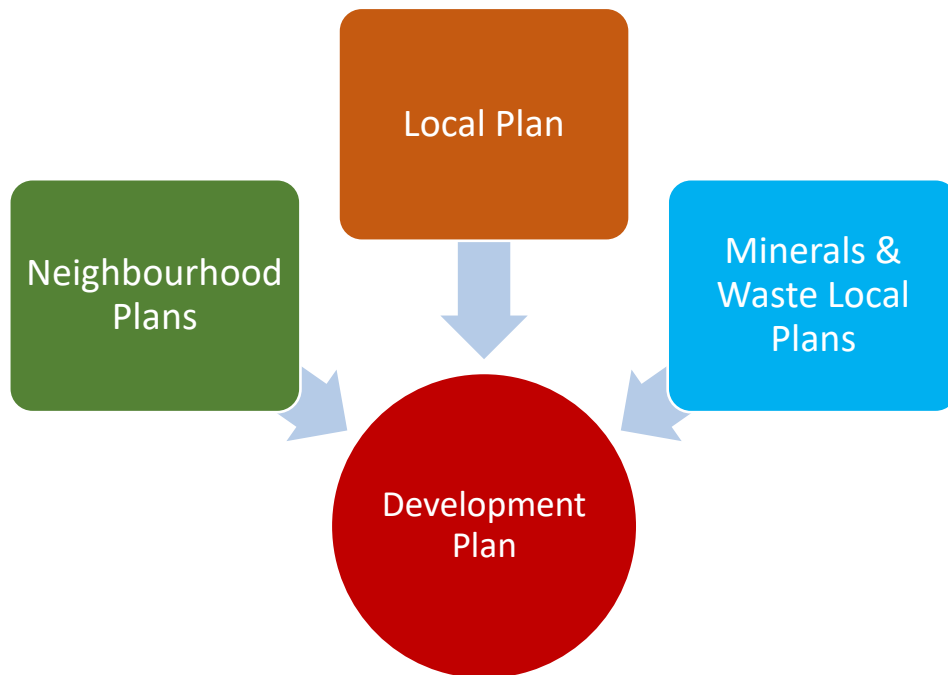 Local Plan
Neighbourhood
Plans
Minerals &
Waste Local
Plans
Development
Plan